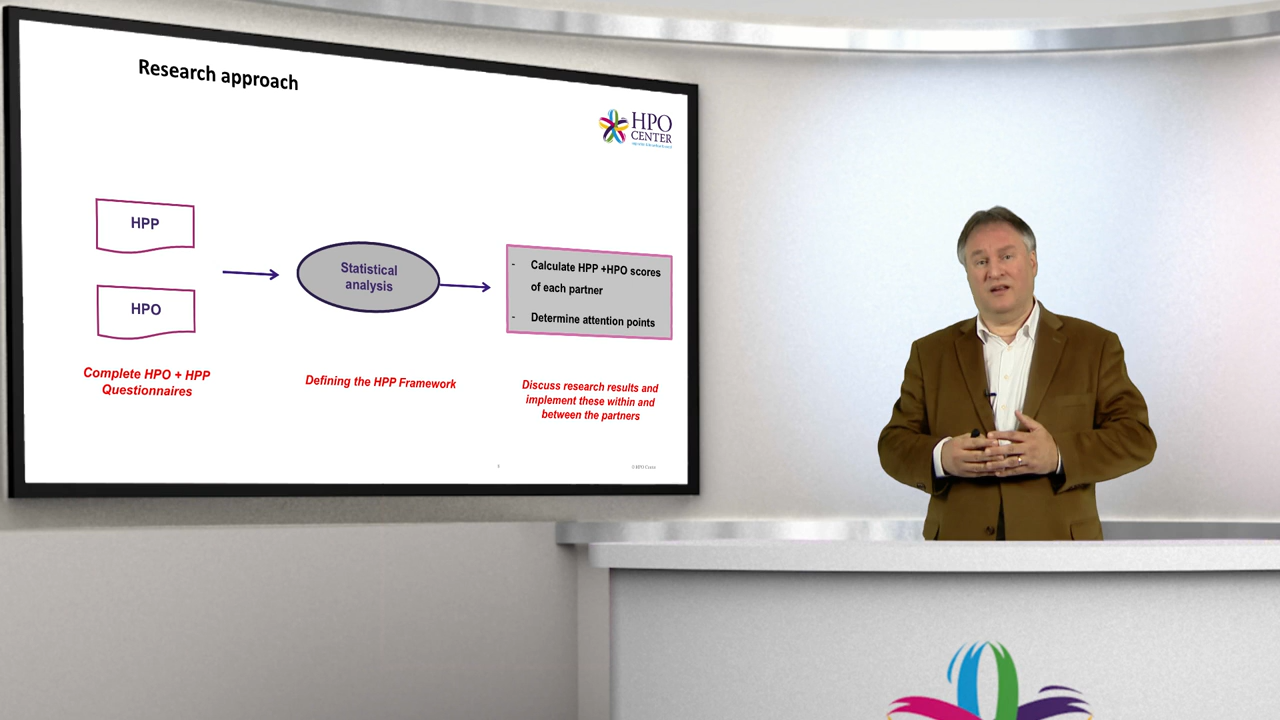 Research approach
HPO
CENTER
HPP
HPO
Statistical
analysis
- Calculate HPP +HPO scores
of each partner
- Determine attention points
Complete HPO + HPP
Questionnaires
Defining the HPP Framework
Discuss research results and
implement these within and
between the partners